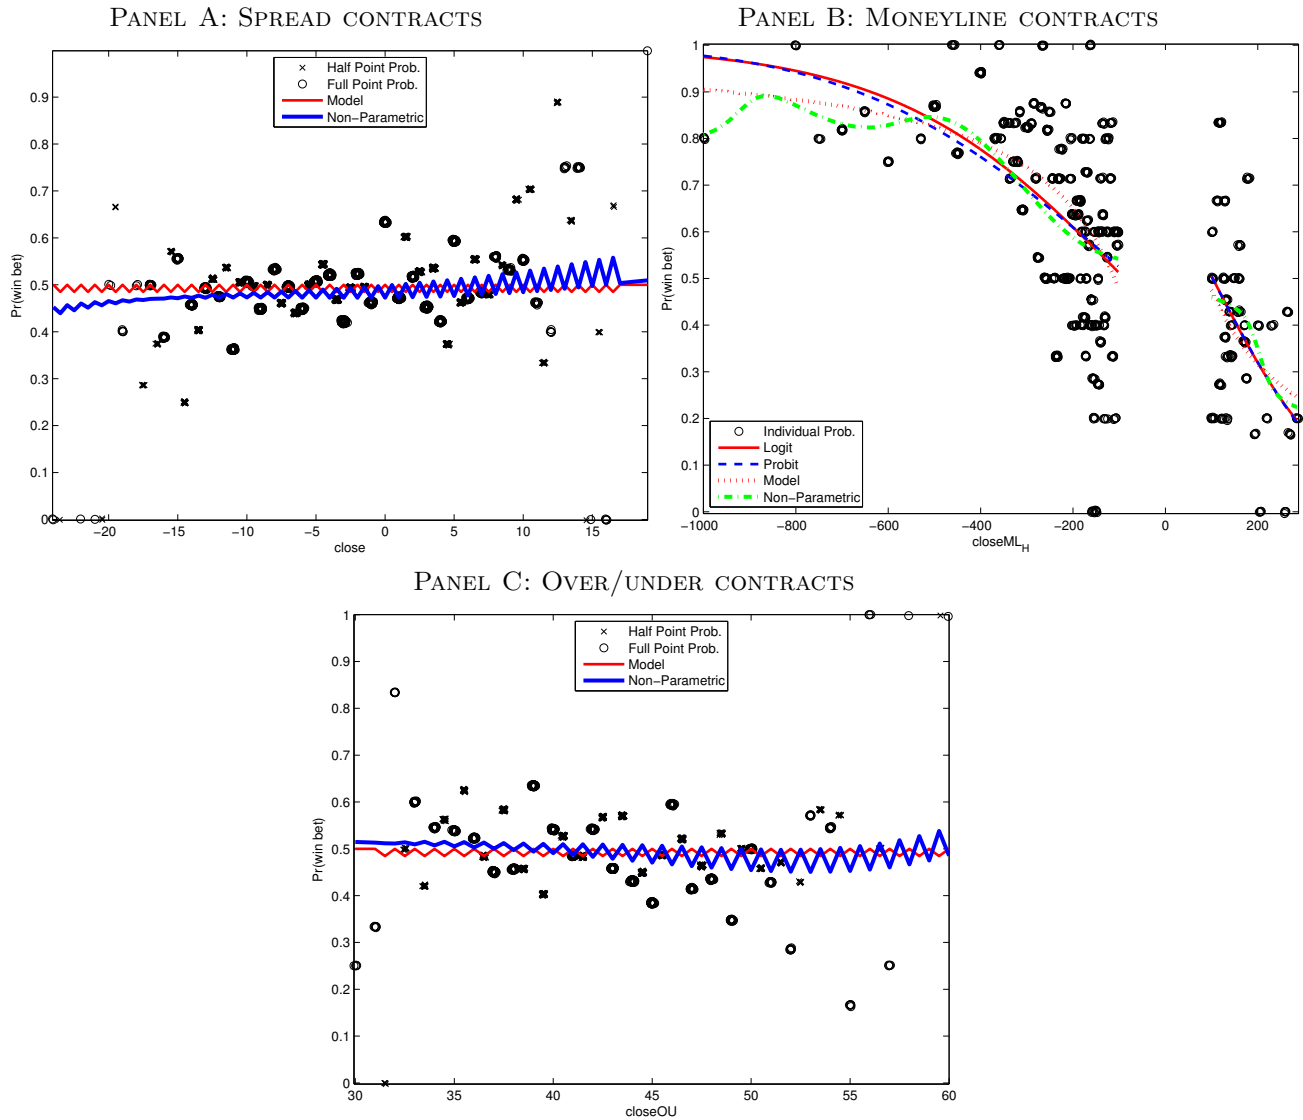 PANEL A: SPREAD CONTRACTS
Half Point Prob.
Full Point Prob.
Model
Non-Parametric
Pr(win bet)
0.9
0.8
0.7
0.6
0.5
0.4
0.3
0.2
0.1
0
−20 −15 −10 −5 0 5 10 15
close
PANEL B: MONEYLINE CONTRACTS
Individual Prob.
Logit
Probit
Model
Non-Parametric
Pr(win bet)
1
0.9
0.8
0.7
0.6
0.5
0.4
0.3
0.2
0.1
0
−1000 −800 −600 −400 −200 0 200
closeML_H
PANEL C: OVER/UNDER CONTRACTS
Half Point Prob.
Full Point Prob.
Model
Non-Parametric
Pr(win bet)
1
0.9
0.8
0.7
0.6
0.5
0.4
0.3
0.2
0.1
0
30 35 40 45 50 55 60
closeOU